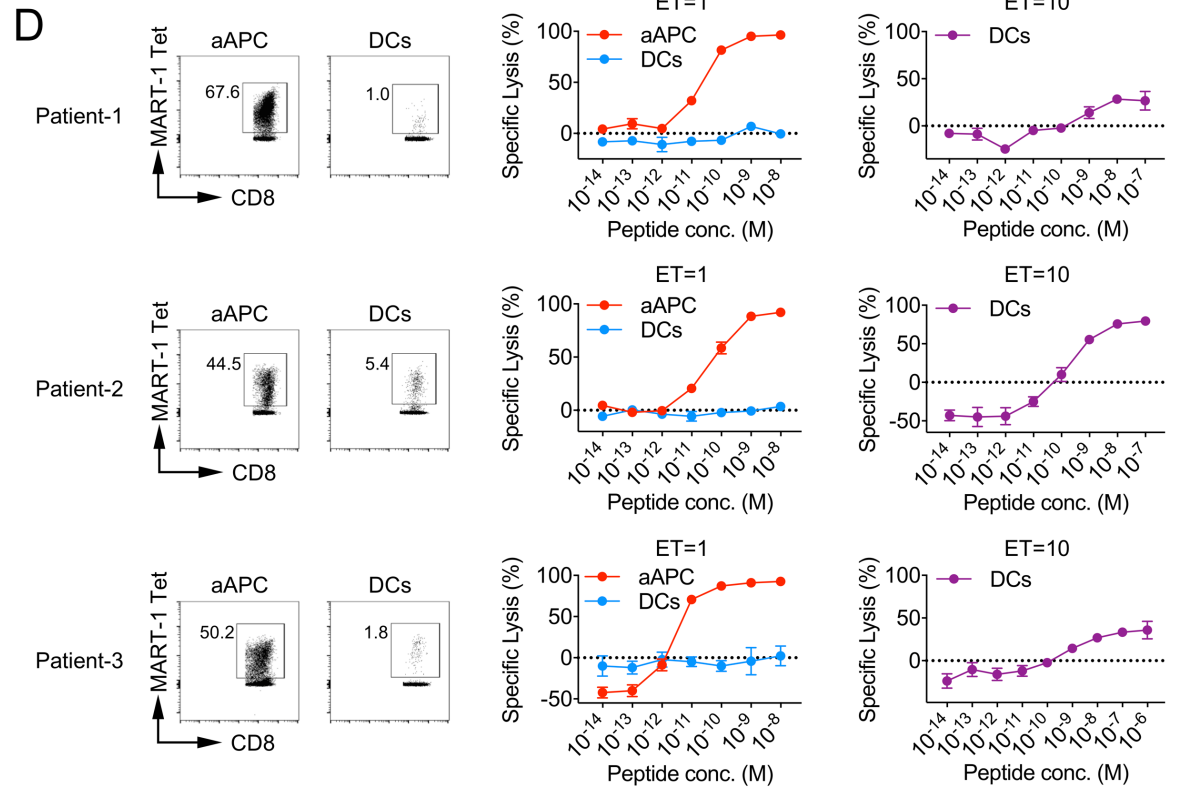 D
ET=1
ET=10
aAPC
DCs
Patient-1
MART-1 Tet
67.6
1.0
CD8
Specific Lysis (%)
100
50
0
aAPC
DCs
10-14
10-13
10-12
10-11
10-10
10-9
10-8
Peptide conc. (M)
Specific Lysis (%)
100
50
0
DCs
10-14
10-13
10-12
10-11
10-10
10-9
10-8
10-7
Peptide conc. (M)
ET=1
ET=10
aAPC
DCs
Patient-2
MART-1 Tet
44.5
5.4
CD8
Specific Lysis (%)
100
50
0
aAPC
DCs
10-14
10-13
10-12
10-11
10-10
10-9
10-8
Peptide conc. (M)
Specific Lysis (%)
100
50
0
-50
DCs
10-14
10-13
10-12
10-11
10-10
10-9
10-8
10-7
Peptide conc. (M)
ET=1
ET=10
aAPC
DCs
Patient-3
MART-1 Tet
50.2
1.8
CD8
Specific Lysis (%)
100
50
0
-50
aAPC
DCs
10-14
10-13
10-12
10-11
10-10
10-9
10-8
Peptide conc. (M)
Specific Lysis (%)
100
50
0
DCs
10-14
10-13
10-12
10-11
10-10
10-9
10-8
10-7
10-6
Peptide conc. (M)